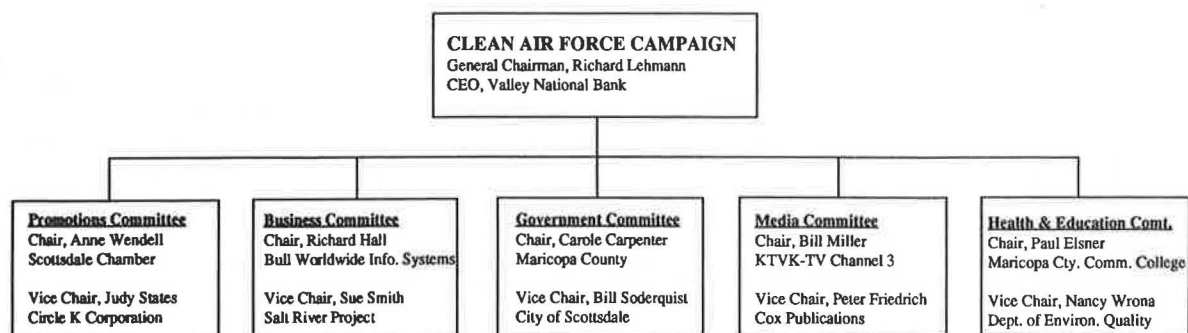 CLEAN AIR FORCE CAMPAIGN
General Chairman, Richard Lehmann
CEO, Valley National Bank
Promotions Committee
Chair, Anne Wendell
Scottsdale Chamber
Vice Chair, Judy States
Circle K Corporation
Business Committee
Chair, Richard Hall
Bull Worldwide Info. Systems
Vice Chair, Sue Smith
Salt River Project
Government Committee
Chair, Carole Carpenter
Maricopa County
Vice Chair, Bill Soderquist
City of Scottsdale
Media Committee
Chair, Bill Miller
KTVK-TV Channel 3
Vice Chair, Peter Friedrich
Cox Publications
Health & Education Comt.
Chair, Paul Elsner
Maricopa Cty. Comm. College
Vice Chair, Nancy Wrona
Dept. of Environ. Quality